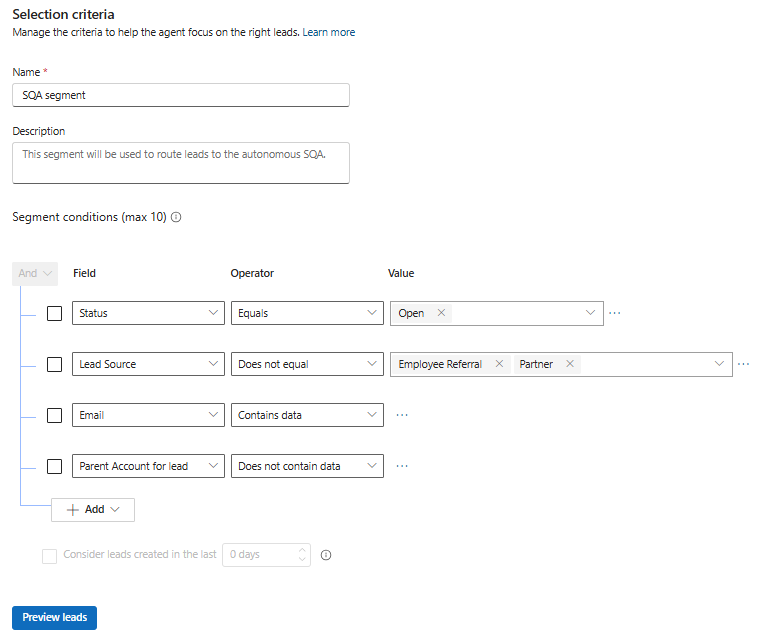 Selection criteria
Manage the criteria to help the agent focus on the right leads. Learn more
Name *
SQA segment
Description
This segment will be used to route leads to the autonomous SQA.
Segment conditions (max 10)
And Field Operator Value
Status Equals Open
Lead Source Does not equal Employee Referral Partner
Email Contains data
Parent Account for lead Does not contain data
Add
Consider leads created in the last 0 days
Preview leads